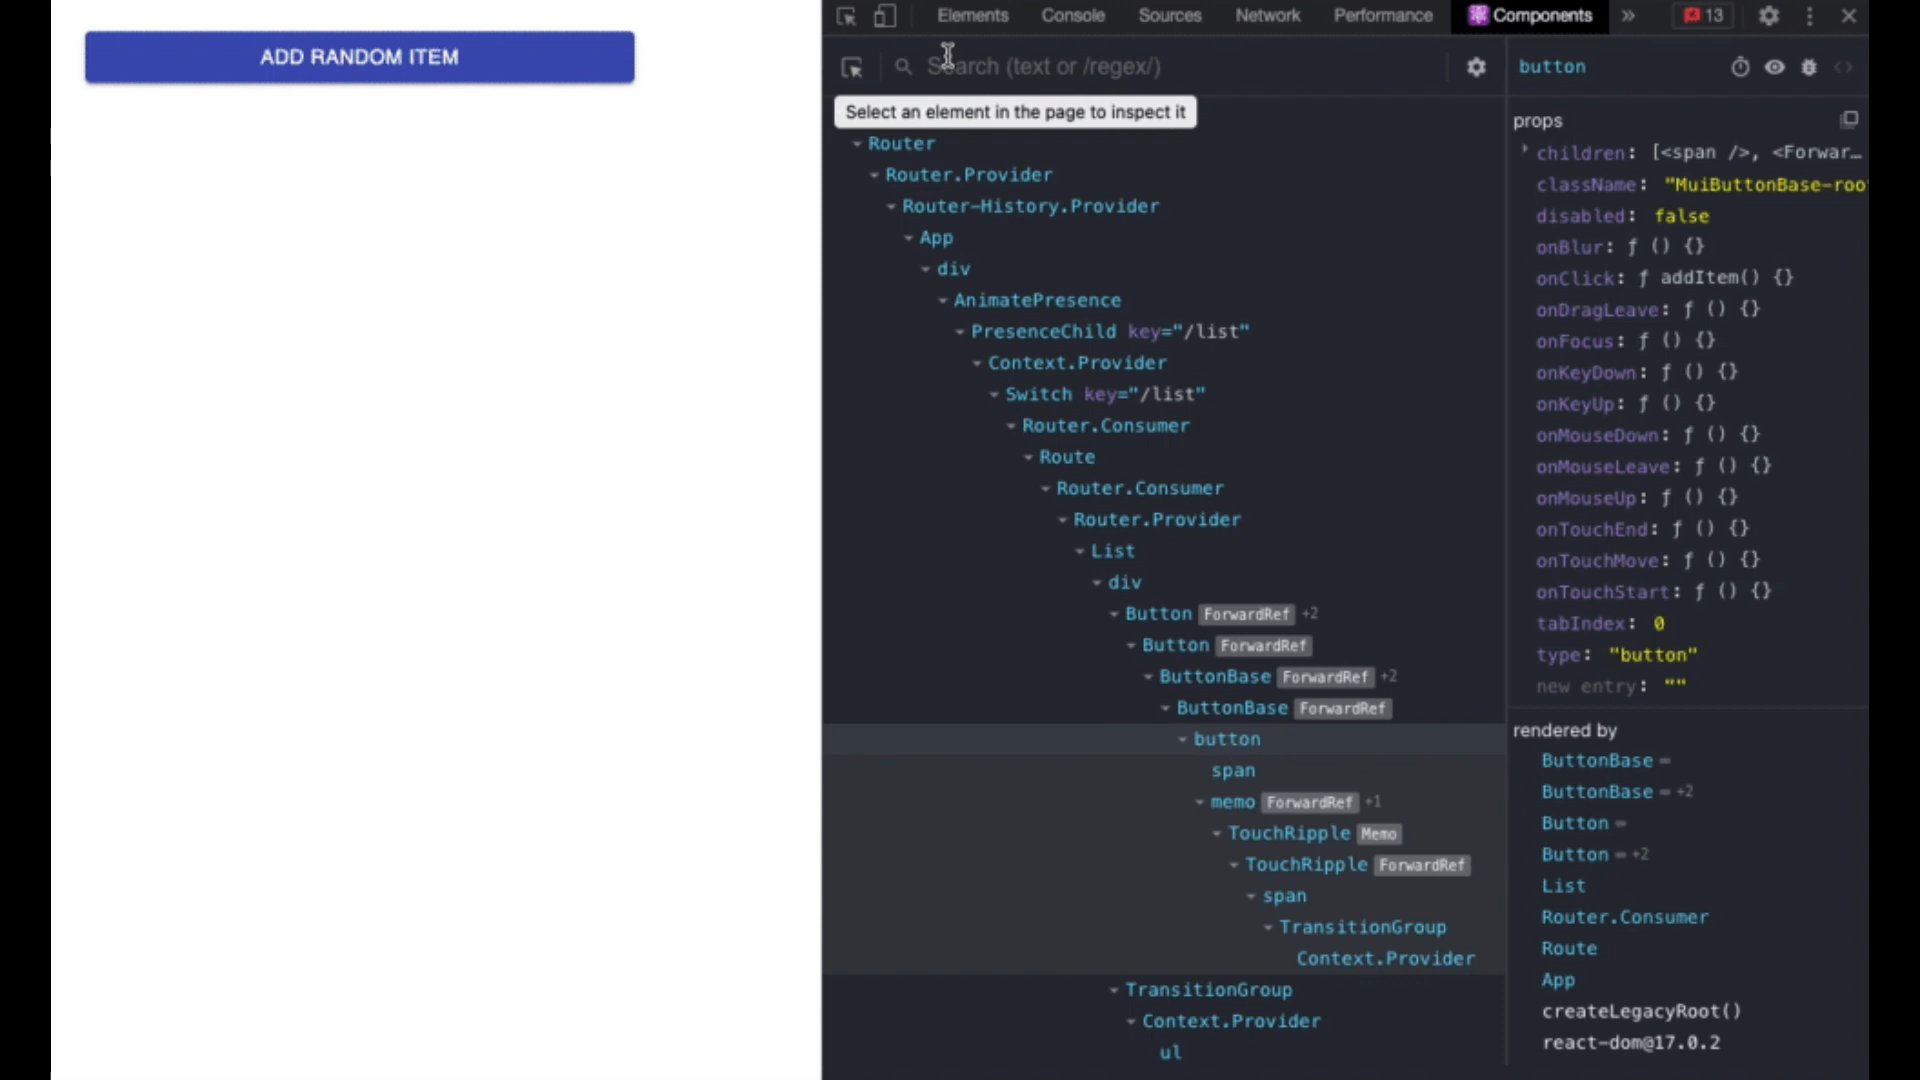 ADD RANDOM ITEM
Elements Console Sources Network Performance Components » 13
Search (text or /regex/)
Select an element in the page to inspect it
Router
Router.Provider
Router-History.Provider
App
div
AnimatePresence
PresenceChild key="/list"
Context.Provider
Switch key="/list"
Router.Consumer
Route
Router.Consumer
Router.Provider
List
div
Button ForwardRef +2
Button ForwardRef
ButtonBase ForwardRef +2
ButtonBase ForwardRef
button
span
memo ForwardRef +1
TouchRipple Memo
TouchRipple ForwardRef
span
TransitionGroup
Context.Provider
TransitionGroup
Context.Provider
ul
button
props
children: [<span />, <Forwar…
className: "MuiButtonBase-roo
disabled: false
onBlur: ƒ () {}
onClick: ƒ addItem() {}
onDragLeave: ƒ () {}
onFocus: ƒ () {}
onKeyDown: ƒ () {}
onKeyUp: ƒ () {}
onMouseDown: ƒ () {}
onMouseLeave: ƒ () {}
onMouseUp: ƒ () {}
onTouchEnd: ƒ () {}
onTouchMove: ƒ () {}
onTouchStart: ƒ () {}
tabIndex: 0
type: "button"
new entry: ""
rendered by
ButtonBase
ButtonBase +2
Button
Button +2
List
Router.Consumer
Route
App
createLegacyRoot()
react-dom@17.0.2